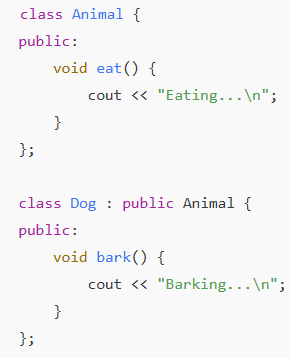 class Animal {
public:
    void eat() {
        cout << "Eating...\n";
    }
};

class Dog : public Animal {
public:
    void bark() {
        cout << "Barking...\n";
    }
};